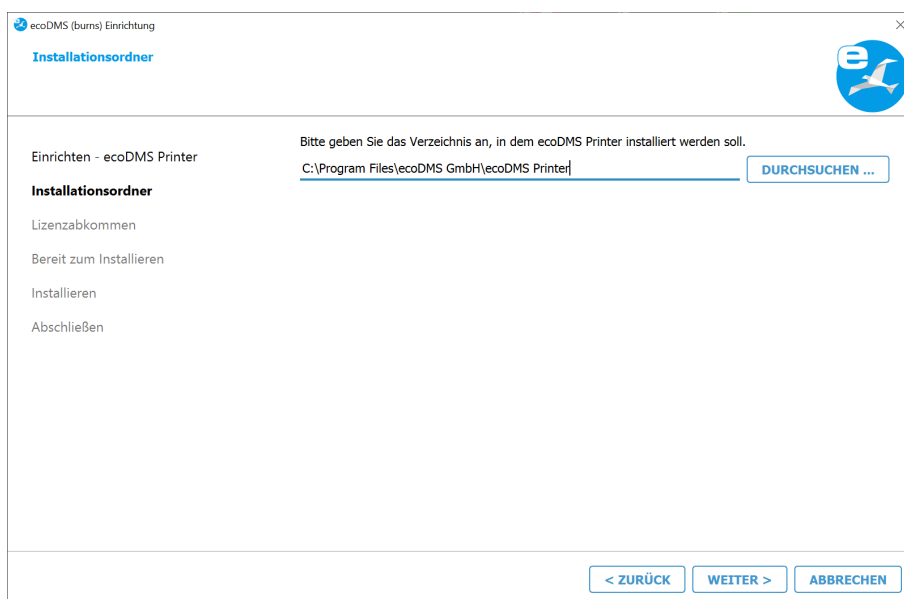 ecoDMS (burns) Einrichtung
Installationsordner
e
Einrichten - ecoDMS Printer
Installationsordner
Lizenzabkommen
Bereit zum Installieren
Installieren
Abschließen
Bitte geben Sie das Verzeichnis an, in dem ecoDMS Printer installiert werden soll.
C:\Program Files\ecoDMS GmbH\ecoDMS Printer
DURCHSUCHEN ...
< ZURÜCK WEITER > ABBRECHEN